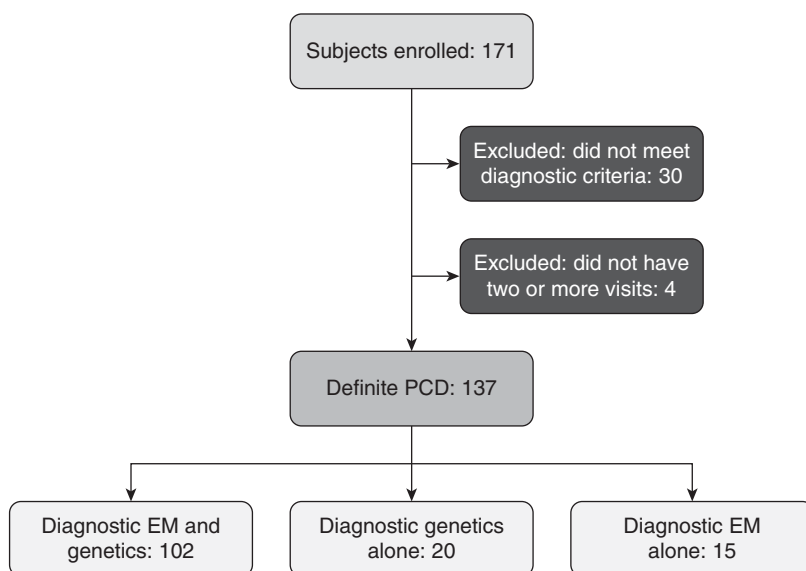 Subjects enrolled: 171
Excluded: did not meet
diagnostic criteria: 30
Excluded: did not have
two or more visits: 4
Definite PCD: 137
Diagnostic EM and
genetics: 102
Diagnostic genetics
alone: 20
Diagnostic EM
alone: 15